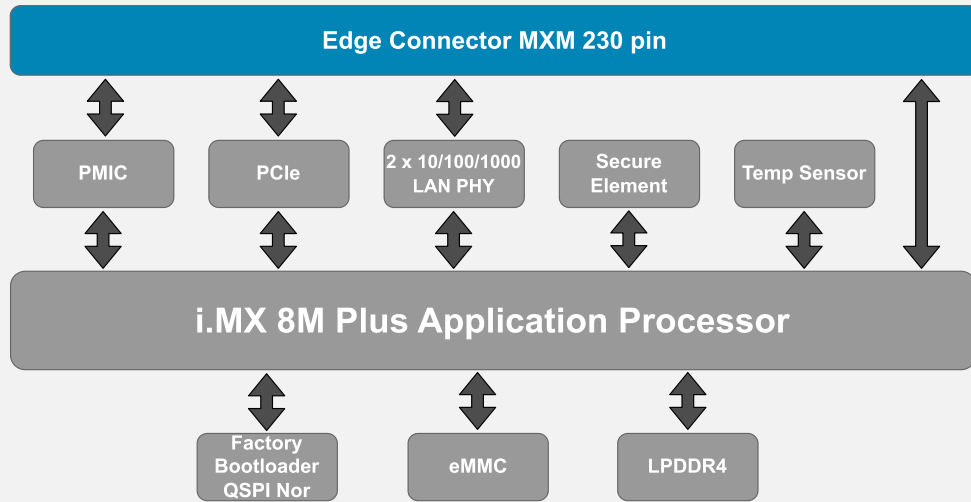 Edge Connector MXM 230 pin
PMIC
PCIe
2 x 10/100/1000
LAN PHY
Secure
Element
Temp Sensor
i.MX 8M Plus Application Processor
Factory
Bootloader
QSPI Nor
eMMC
LPDDR4